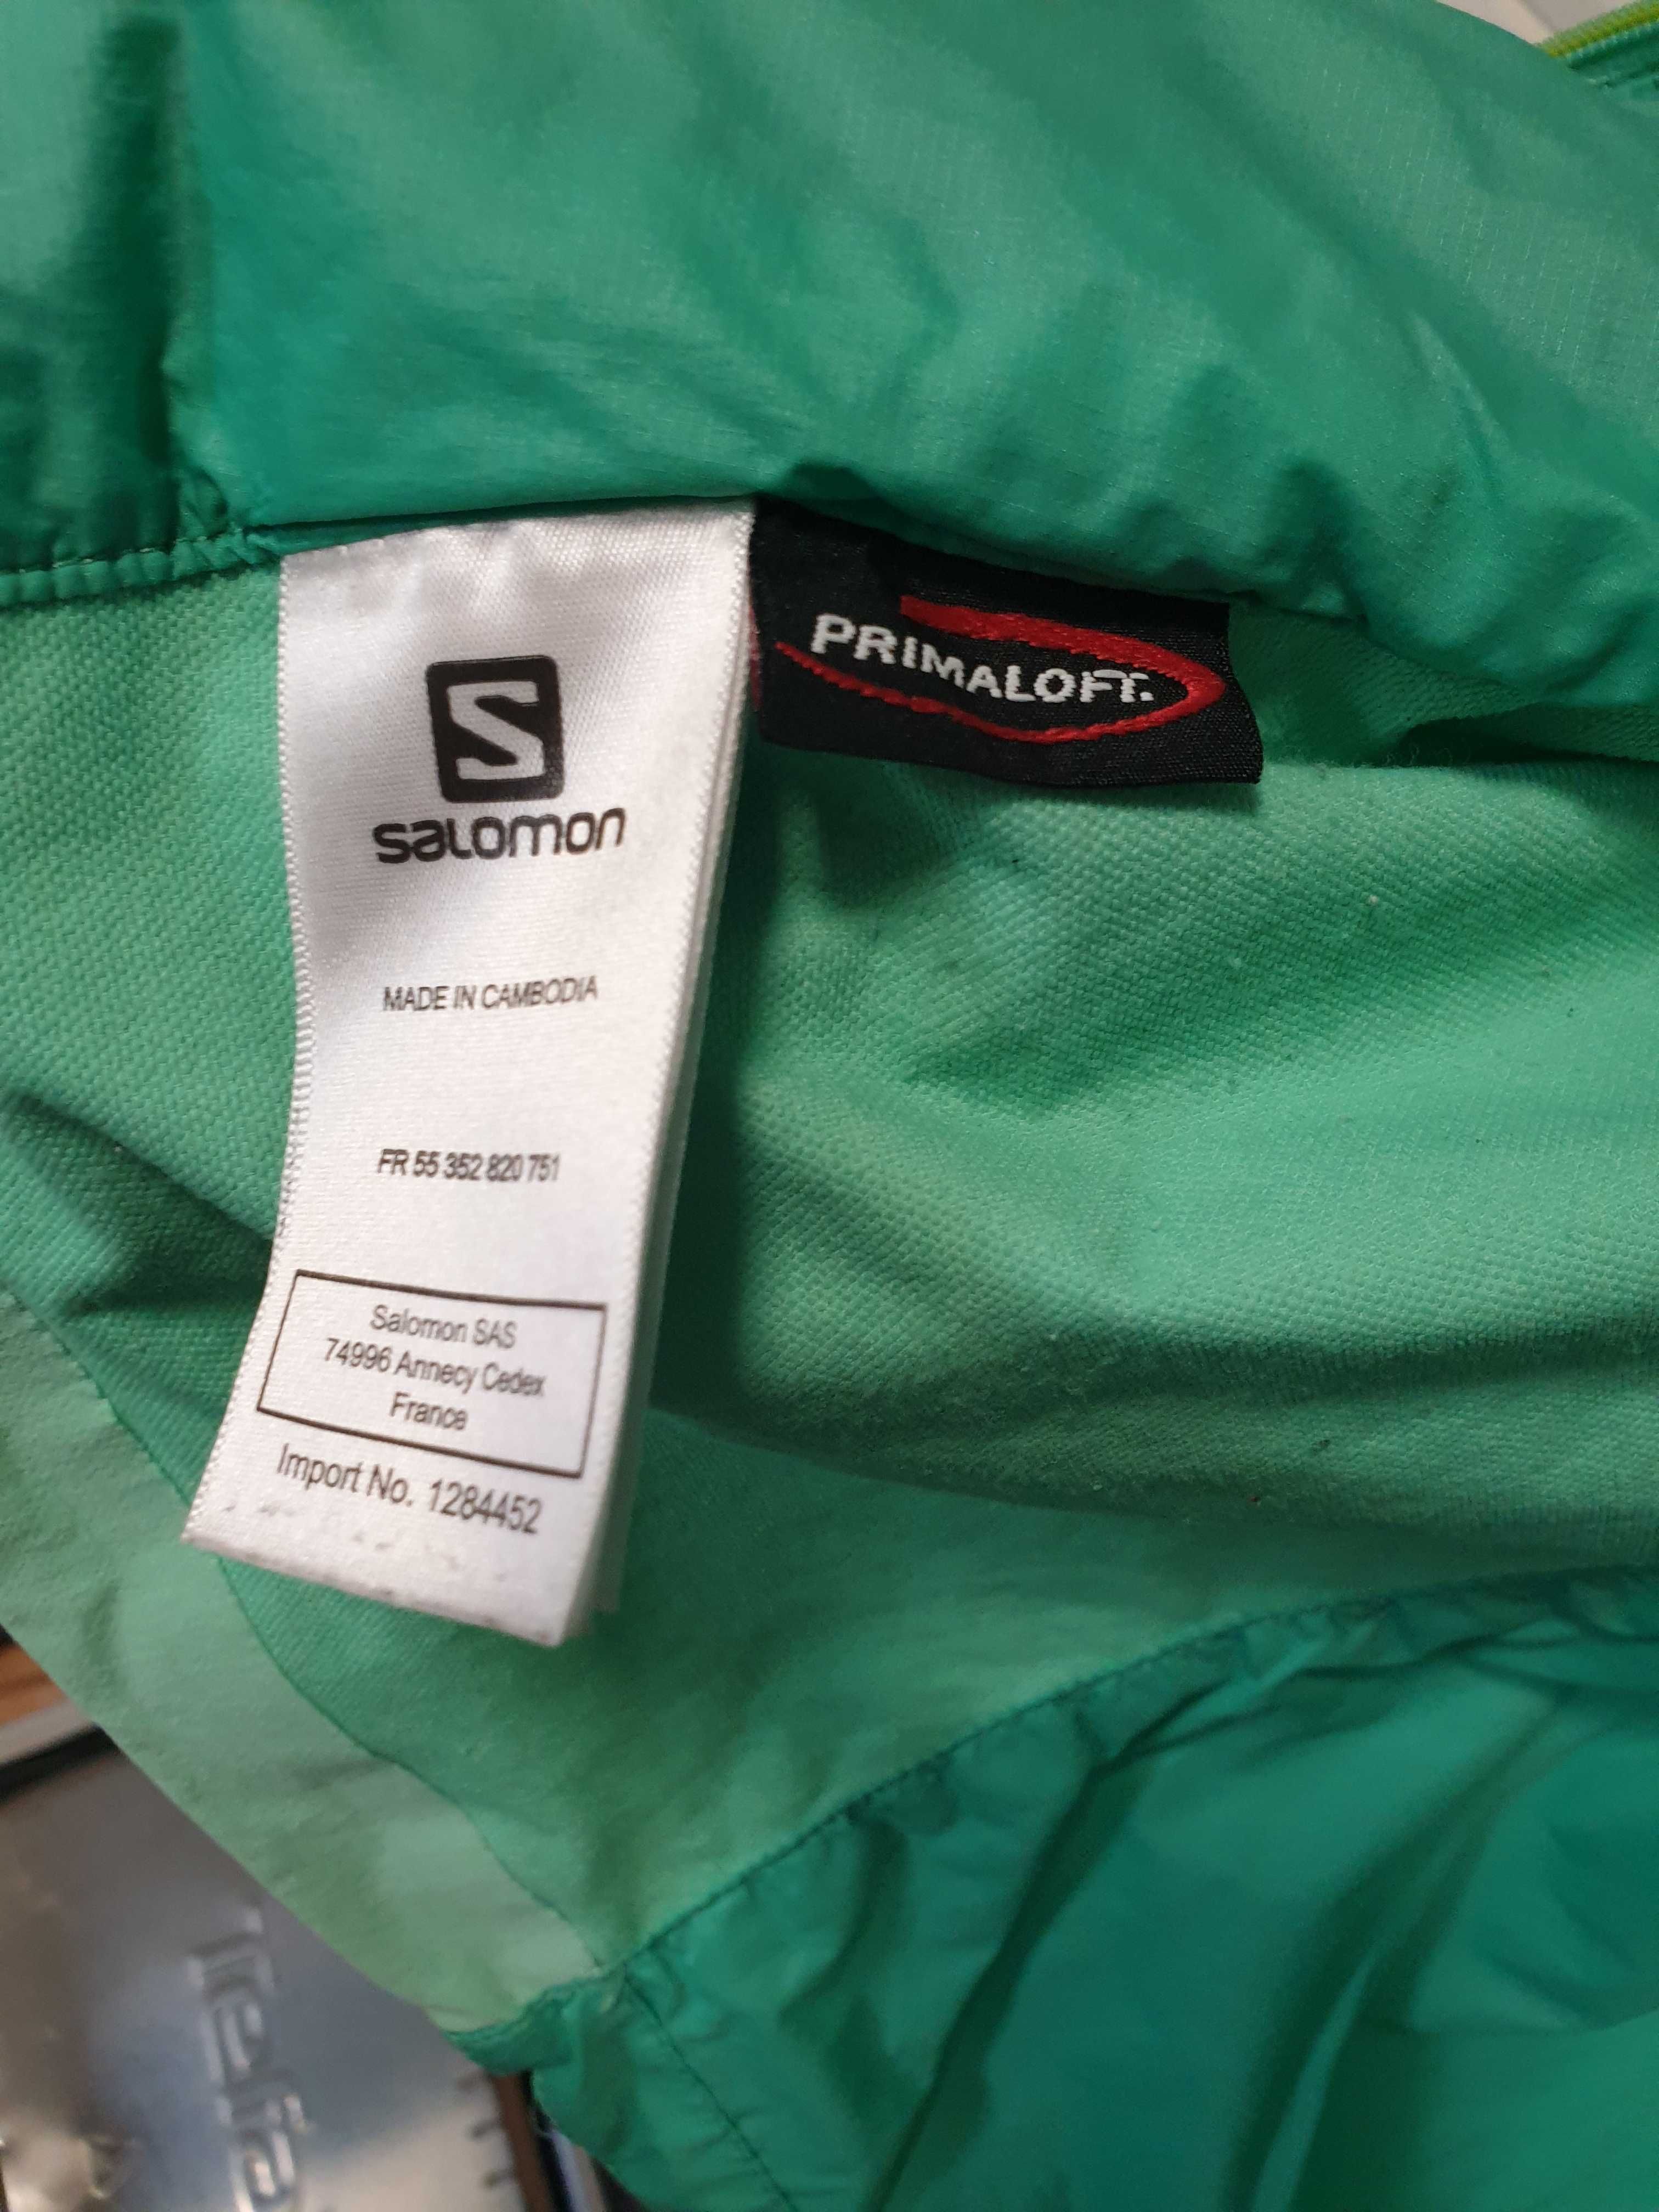 PRIMALOFT.
S
salomon
MADE IN CAMBODIA
FR 55 352 820 751
Salomon SAS
74996 Annecy Cedex
France
Import No. 1284452
Tefa